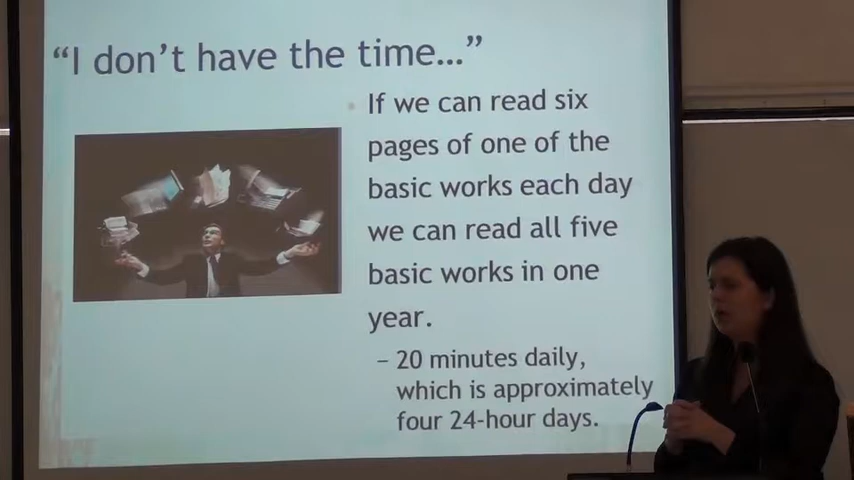 “I don’t have the time…”
If we can read six
pages of one of the
basic works each day
we can read all five
basic works in one
year.
– 20 minutes daily,
which is approximately
four 24-hour days.